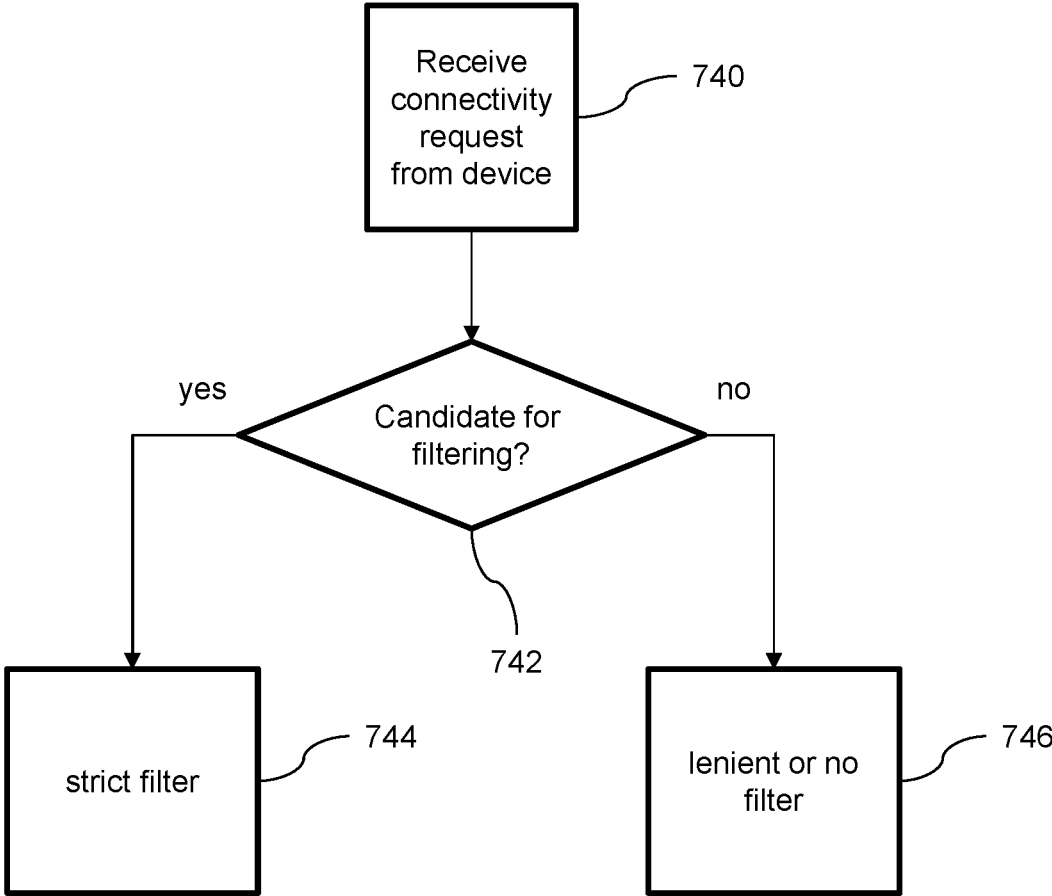 Receive
connectivity
request
from device
740
yes
no
Candidate for
filtering?
742
744
746
strict filter
lenient or no
filter